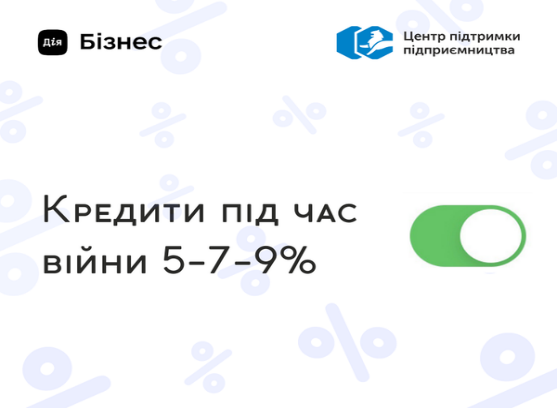 Дія Бізнес
Центр підтримки
підприємництва
Кредити під час
війни 5-7-9%